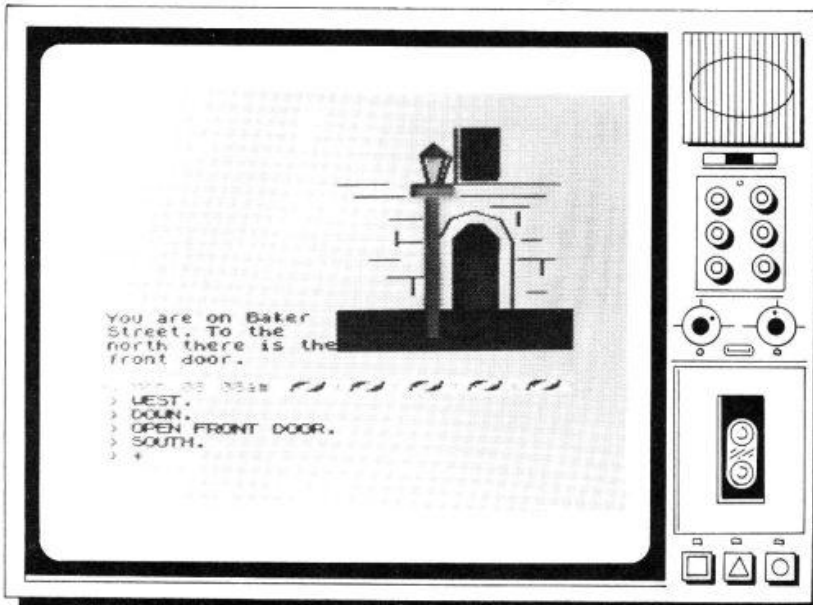 You are on Baker
Street. To the
north there is the
front door.
> WEST.
> DOWN.
> OPEN FRONT DOOR.
> SOUTH.
> +